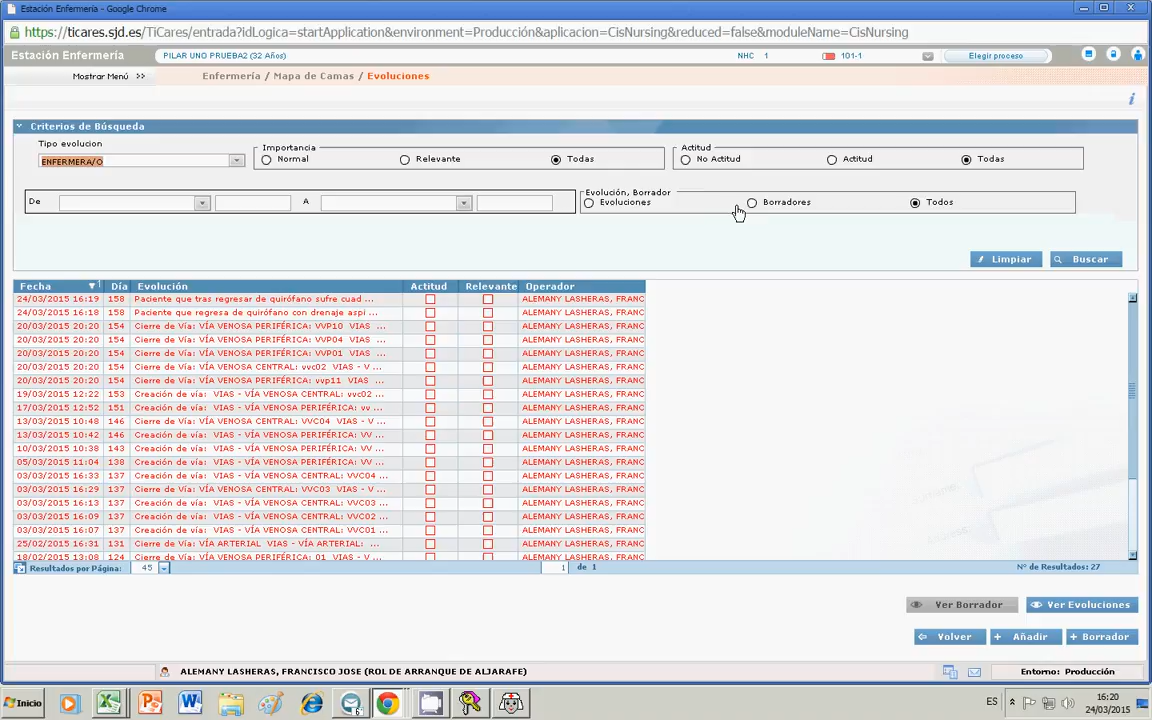 Estación Enfermería - Google Chrome
https://ticares.sjd.es/TiCares/entrada?idLogica=startApplication&environment=Producción&aplicacion=CisNursing&reduced=false&moduleName=CisNursing
Estación Enfermería PILAR UNO PRUEBA2 (32 Años) NHC 1 101-1 Elegir proceso
Mostrar Menú >> Enfermería / Mapa de Camas / Evoluciones
Criterios de Búsqueda
Tipo evolucion Importancia Actitud
ENFERMERA/O Normal Relevante Todas No Actitud Actitud Todas
Evolución, Borrador
De A Evoluciones Borradores Todos
Limpiar Buscar
Fecha 1 Día Evolución Actitud Relevante Operador
24/03/2015 16:19 158 Paciente que tras regresar de quirófano sufre cuad ... ALEMANY LASHERAS, FRANC
24/03/2015 16:18 158 Paciente que regresa de quirófano con drenaje aspi ... ALEMANY LASHERAS, FRANC
20/03/2015 20:20 154 Cierre de Vía: VÍA VENOSA PERIFÉRICA: VVP10 VIAS ... ALEMANY LASHERAS, FRANC
20/03/2015 20:20 154 Cierre de Vía: VÍA VENOSA PERIFÉRICA: VVP04 VIAS ... ALEMANY LASHERAS, FRANC
20/03/2015 20:20 154 Cierre de Vía: VÍA VENOSA PERIFÉRICA: VVP01 VIAS ... ALEMANY LASHERAS, FRANC
20/03/2015 20:20 154 Cierre de Vía: VÍA VENOSA CENTRAL: vvc02 VIAS - V ... ALEMANY LASHERAS, FRANC
20/03/2015 20:20 154 Cierre de Vía: VÍA VENOSA PERIFÉRICA: vvp11 VIAS ... ALEMANY LASHERAS, FRANC
19/03/2015 12:22 153 Creación de vía: VIAS - VÍA VENOSA CENTRAL: vvc02 ... ALEMANY LASHERAS, FRANC
17/03/2015 12:52 151 Creación de vía: VIAS - VÍA VENOSA PERIFÉRICA: vv ... ALEMANY LASHERAS, FRANC
13/03/2015 10:48 146 Cierre de Vía: VÍA VENOSA CENTRAL: VVC04 VIAS - V ... ALEMANY LASHERAS, FRANC
13/03/2015 10:42 146 Creación de vía: VIAS - VÍA VENOSA PERIFÉRICA: VV ... ALEMANY LASHERAS, FRANC
10/03/2015 10:38 143 Creación de vía: VIAS - VÍA VENOSA PERIFÉRICA: VV ... ALEMANY LASHERAS, FRANC
05/03/2015 11:04 138 Creación de vía: VIAS - VÍA VENOSA PERIFÉRICA: VV ... ALEMANY LASHERAS, FRANC
03/03/2015 16:33 137 Creación de vía: VIAS - VÍA VENOSA CENTRAL: VVC04 ... ALEMANY LASHERAS, FRANC
03/03/2015 16:29 137 Cierre de Vía: VÍA VENOSA CENTRAL: VVC03 VIAS - V ... ALEMANY LASHERAS, FRANC
03/03/2015 16:13 137 Creación de vía: VIAS - VÍA VENOSA CENTRAL: VVC03 ... ALEMANY LASHERAS, FRANC
03/03/2015 16:09 137 Creación de vía: VIAS - VÍA VENOSA CENTRAL: VVC02 ... ALEMANY LASHERAS, FRANC
03/03/2015 16:07 137 Creación de vía: VIAS - VÍA VENOSA CENTRAL: VVC01 ... ALEMANY LASHERAS, FRANC
25/02/2015 16:31 131 Cierre de Vía: VÍA ARTERIAL VIAS - VÍA ARTERIAL: ... ALEMANY LASHERAS, FRANC
18/02/2015 13:08 124 Cierre de Vía: VÍA VENOSA PERIFÉRICA: 01 VIAS - V ... ALEMANY LASHERAS, FRANC
Resultados por Página: 45 1 de 1 Nº de Resultados: 27
Ver Borrador Ver Evoluciones
Volver + Añadir + Borrador
ALEMANY LASHERAS, FRANCISCO JOSE (ROL DE ARRANQUE DE ALJARAFE) Entorno: Producción
Inicio ES 16:20
24/03/2015